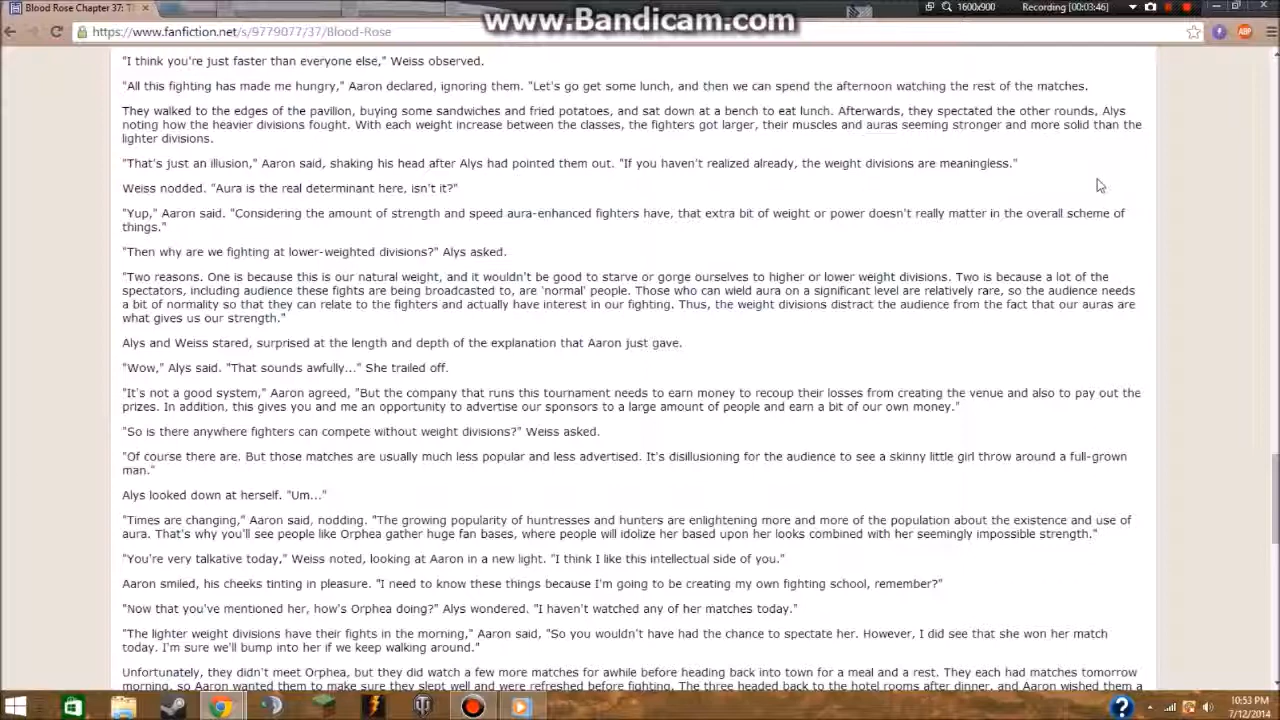 Blood Rose Chapter 37: T
www.Bandicam.com
1600x900
Recording [00:03:46]
https://www.fanfiction.net/s/9779077/37/Blood-Rose
ABP
"I think you're just faster than everyone else," Weiss observed.
"All this fighting has made me hungry," Aaron declared, ignoring them. "Let's go get some lunch, and then we can spend the afternoon watching the rest of the matches.
They walked to the edges of the pavilion, buying some sandwiches and fried potatoes, and sat down at a bench to eat lunch. Afterwards, they spectated the other rounds, Alys
noting how the heavier divisions fought. With each weight increase between the classes, the fighters got larger, their muscles and auras seeming stronger and more solid than the
lighter divisions.
"That's just an illusion," Aaron said, shaking his head after Alys had pointed them out. "If you haven't realized already, the weight divisions are meaningless."
Weiss nodded. "Aura is the real determinant here, isn't it?"
"Yup," Aaron said. "Considering the amount of strength and speed aura-enhanced fighters have, that extra bit of weight or power doesn't really matter in the overall scheme of
things."
"Then why are we fighting at lower-weighted divisions?" Alys asked.
"Two reasons. One is because this is our natural weight, and it wouldn't be good to starve or gorge ourselves to higher or lower weight divisions. Two is because a lot of the
spectators, including audience these fights are being broadcasted to, are 'normal' people. Those who can wield aura on a significant level are relatively rare, so the audience needs
a bit of normality so that they can relate to the fighters and actually have interest in our fighting. Thus, the weight divisions distract the audience from the fact that our auras are
what gives us our strength."
Alys and Weiss stared, surprised at the length and depth of the explanation that Aaron just gave.
"Wow," Alys said. "That sounds awfully..." She trailed off.
"It's not a good system," Aaron agreed, "But the company that runs this tournament needs to earn money to recoup their losses from creating the venue and also to pay out the
prizes. In addition, this gives you and me an opportunity to advertise our sponsors to a large amount of people and earn a bit of our own money."
"So is there anywhere fighters can compete without weight divisions?" Weiss asked.
"Of course there are. But those matches are usually much less popular and less advertised. It's disillusioning for the audience to see a skinny little girl throw around a full-grown
man."
Alys looked down at herself. "Um..."
"Times are changing," Aaron said, nodding. "The growing popularity of huntresses and hunters are enlightening more and more of the population about the existence and use of
aura. That's why you'll see people like Orphea gather huge fan bases, where people will idolize her based upon her looks combined with her seemingly impossible strength."
"You're very talkative today," Weiss noted, looking at Aaron in a new light. "I think I like this intellectual side of you."
Aaron smiled, his cheeks tinting in pleasure. "I need to know these things because I'm going to be creating my own fighting school, remember?"
"Now that you've mentioned her, how's Orphea doing?" Alys wondered. "I haven't watched any of her matches today."
"The lighter weight divisions have their fights in the morning," Aaron said, "So you wouldn't have had the chance to spectate her. However, I did see that she won her match
today. I'm sure we'll bump into her if we keep walking around."
Unfortunately, they didn't meet Orphea, but they did watch a few more matches for awhile before heading back into town for a meal and a rest. They each had matches tomorrow
morning, so Aaron wanted them to make sure they slept well and were refreshed before fighting. The three headed back to the hotel rooms after dinner, and Aaron wished them a
10:53 PM
7/12/2014